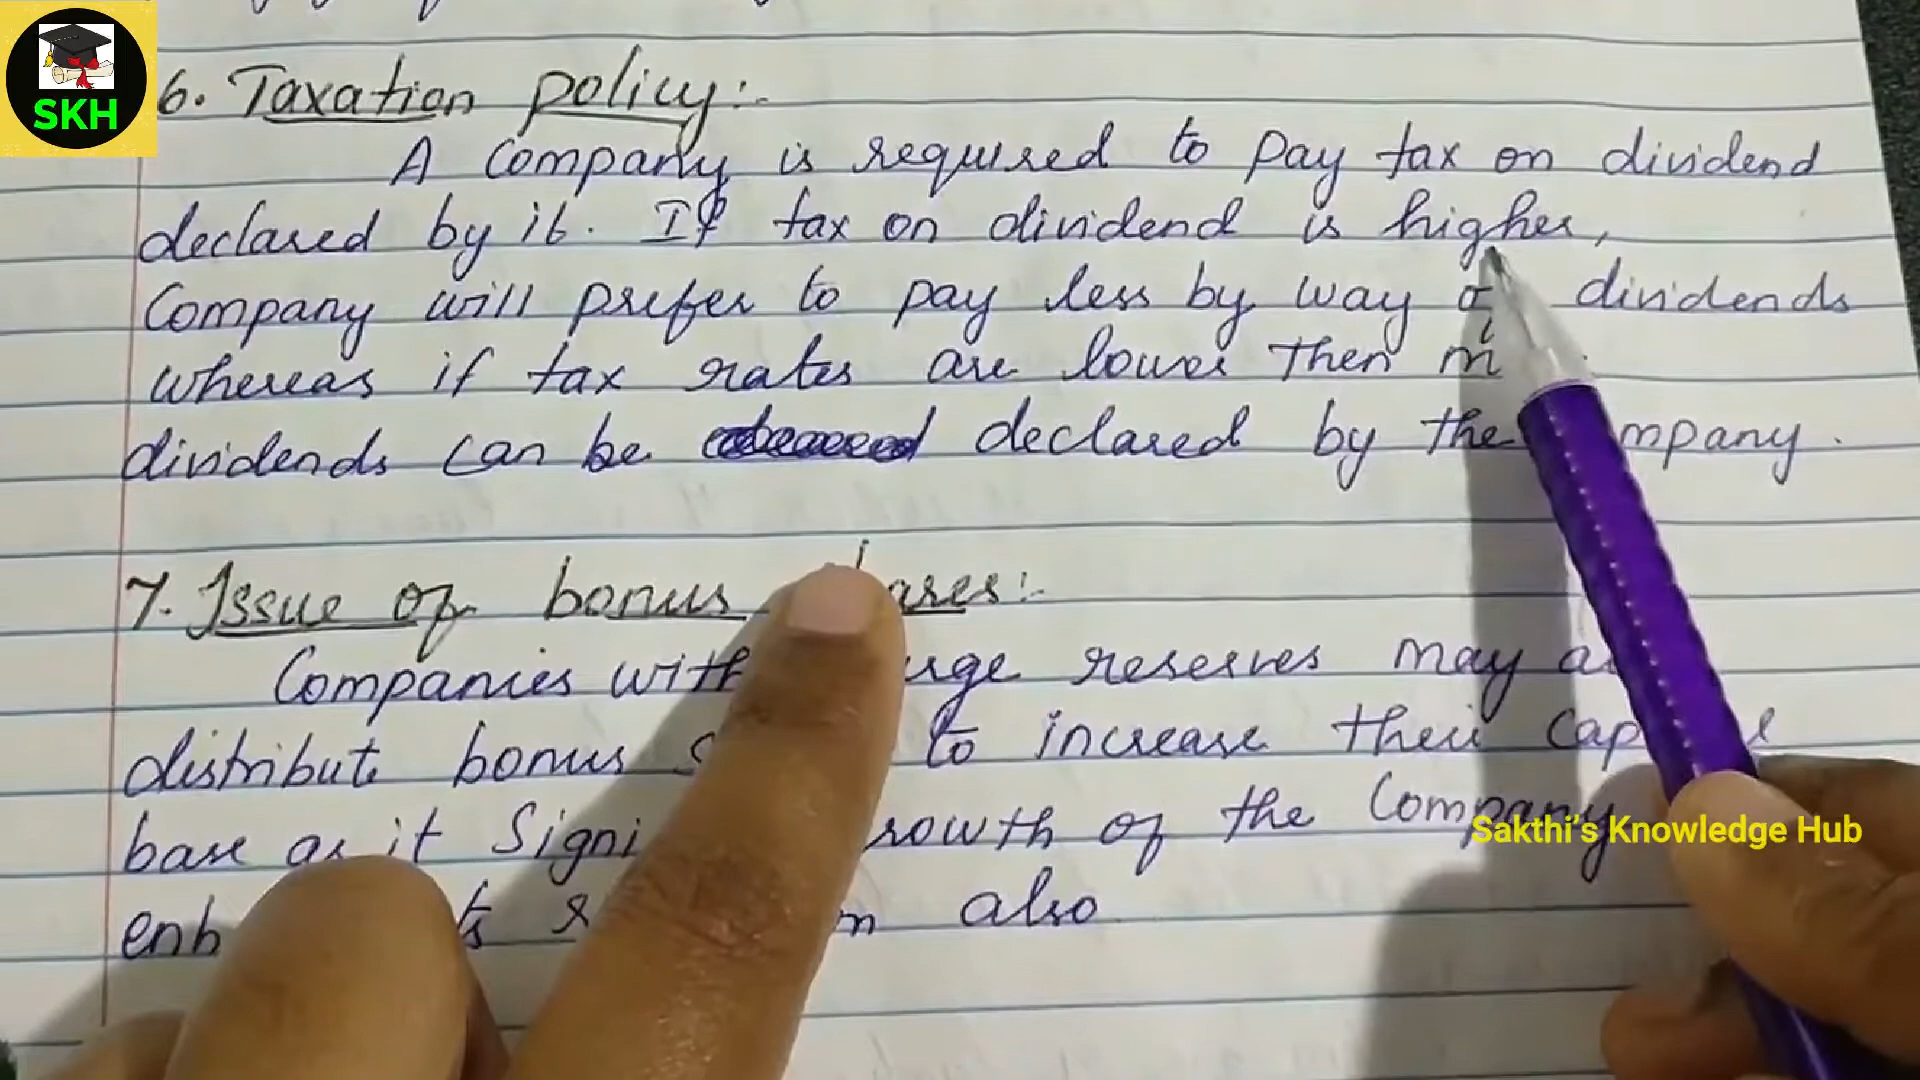 SKH
6. Taxation policy:-
A Company is required to pay tax on dividend
declared by it. If tax on dividend is higher,
Company will prefer to pay less by way dividends
whereas if tax rates are lower then
dividends can be declared by the mpany.
7. Issue of bonus ares:-
Companies with rge reserves may
distribute bonus to increase their cap
base as it Signi rowth of the Company
enb ts also
Sakthi's Knowledge Hub